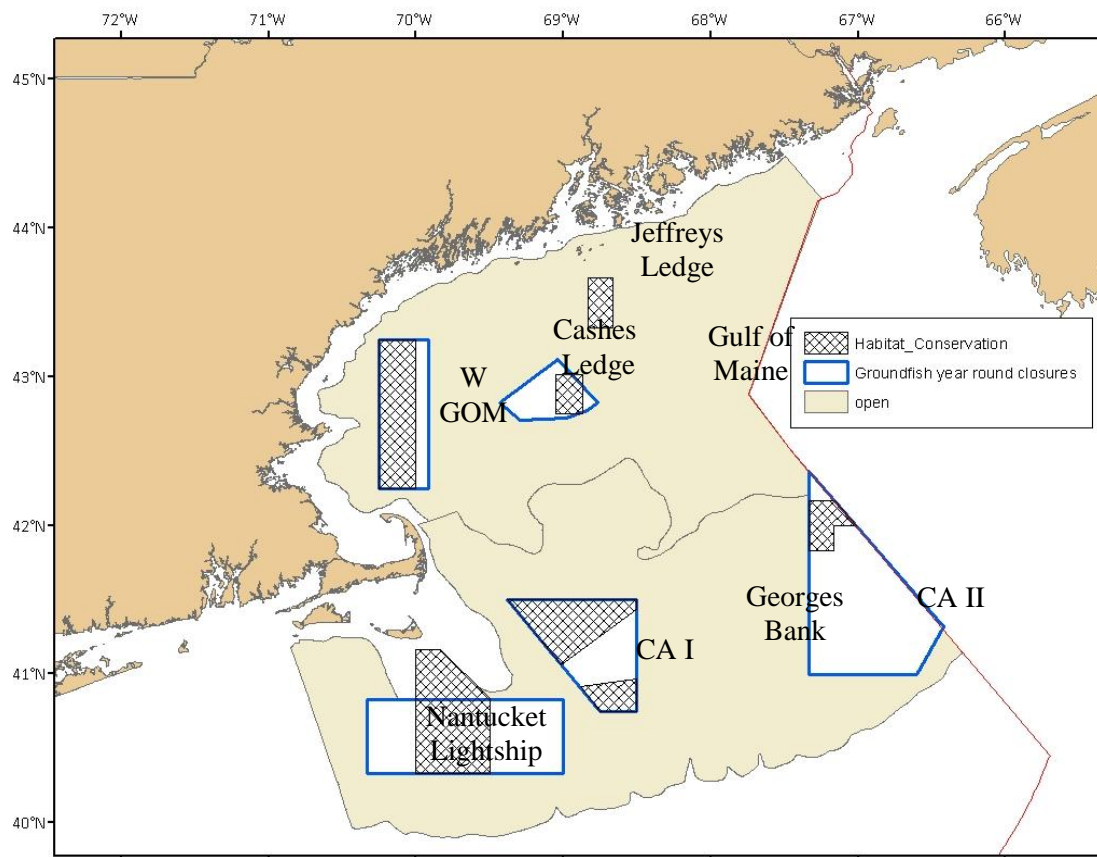 72°W 71°W 70°W 69°W 68°W 67°W 66°W
45°N
44°N
43°N
42°N
41°N
40°N
Jeffreys
Ledge
Cashes
Ledge
Gulf of
Maine
W
GOM
Habitat_Conservation
Groundfish year round closures
open
Georges
Bank
CA II
CA I
Nantucket
Lightship